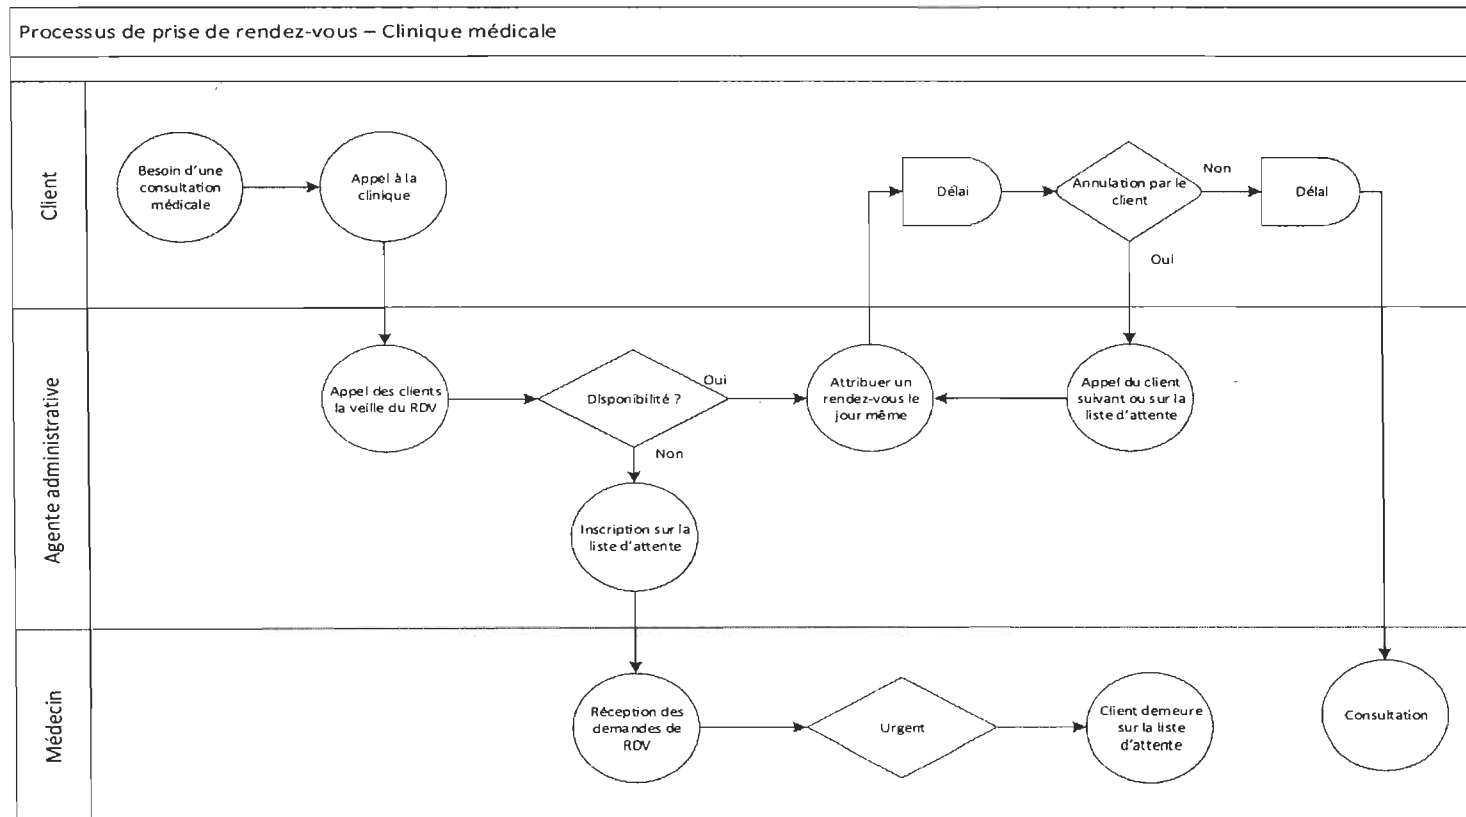 Processus de prise de rendez-vous – Clinique médicale
Client
Besoin d'une
consultation
médicale
Appel à la
clinique
Délai
Annulation par le
client
Non
Délai
Oui
Agente administrative
Appel des clients
la veille du RDV
Disponibilité ?
Oui
Attribuer un
rendez-vous le
jour même
Appel du client
suivant ou sur la
liste d'attente
Non
Inscription sur la
liste d'attente
Médecin
Réception des
demandes de
RDV
Urgent
Client demeure
sur la liste
d'attente
Consultation